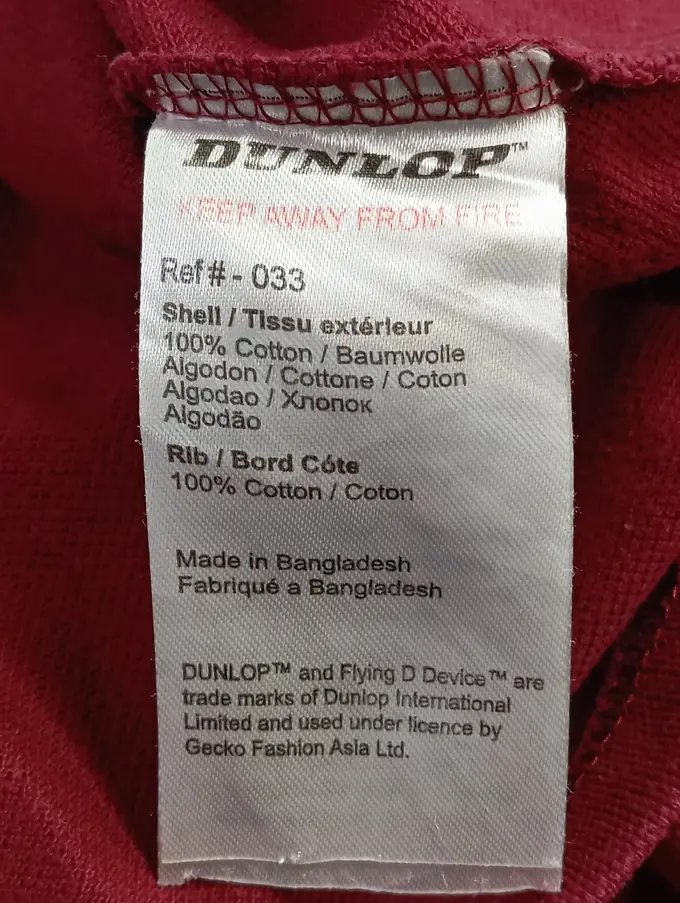 DUNLOP™
KEEP AWAY FROM FIRE
Ref # - 033
Shell / Tissu extérieur
100% Cotton / Baumwolle
Algodon / Cottone / Coton
Algodao / Хлопок
Algodão
Rib / Bord Côte
100% Cotton / Coton
Made in Bangladesh
Fabriqué a Bangladesh
DUNLOP™ and Flying D Device™ are
trade marks of Dunlop International
Limited and used under licence by
Gecko Fashion Asia Ltd.